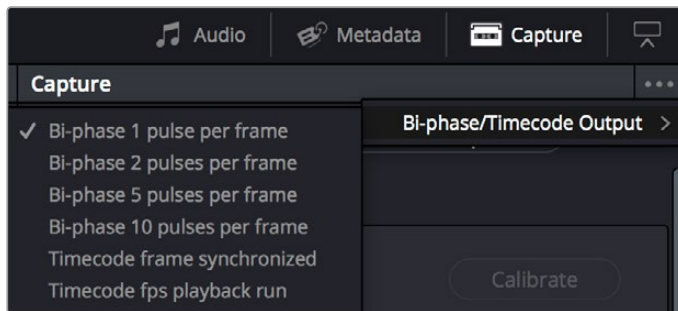 Audio Metadata Capture
Capture
Bi-phase/Timecode Output
Bi-phase 1 pulse per frame
Bi-phase 2 pulses per frame
Bi-phase 5 pulses per frame
Bi-phase 10 pulses per frame
Timecode frame synchronized
Timecode fps playback run
Calibrate